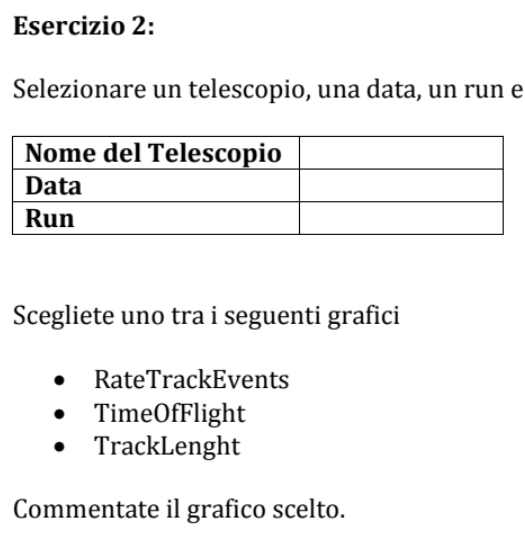 Esercizio 2:
Selezionare un telescopio, una data, un run e
Nome del Telescopio
Data
Run
Scegliete uno tra i seguenti grafici
• RateTrackEvents
• TimeOfFlight
• TrackLenght
Commentate il grafico scelto.